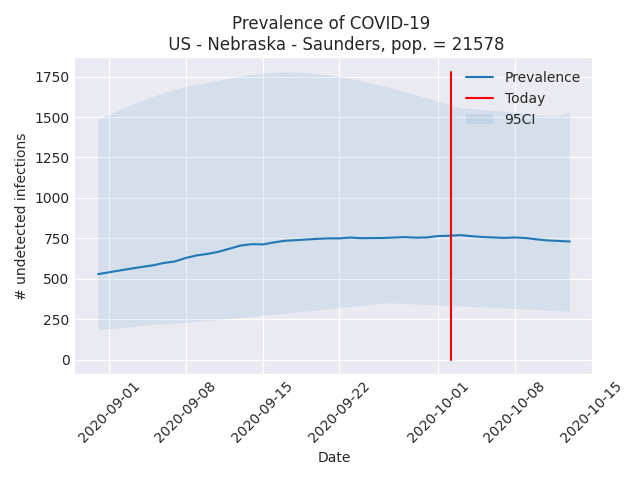 Prevalence of COVID-19
US - Nebraska - Saunders, pop. = 21578
1750
1500
1250
1000
750
500
250
0
# undetected infections
Prevalence
Today
95CI
2020-09-01
2020-09-08
2020-09-15
2020-09-22
2020-10-01
2020-10-08
2020-10-15
Date